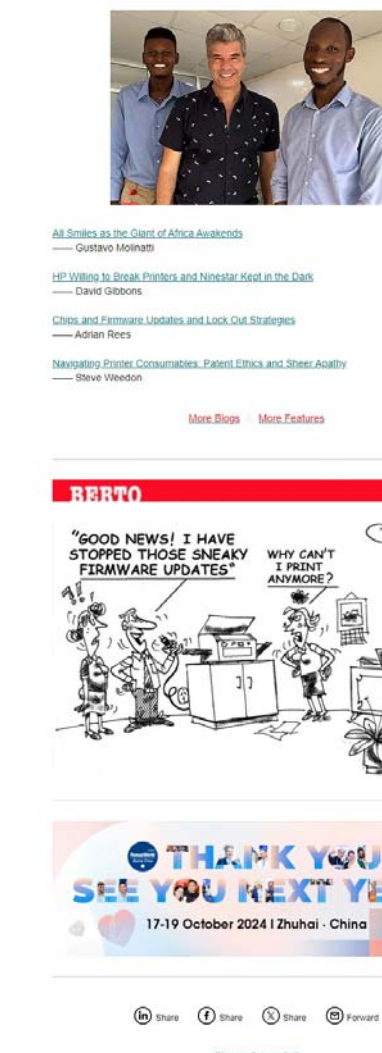 All Smiles as the Giant of Africa Awakends
—— Gustavo Molinatti
HP Willing to Break Printers and Ninestar Kept in the Dark
—— David Gibbons
Chips and Firmware Updates and Lock Out Strategies
—— Adrian Rees
Navigating Printer Consumables: Patent Ethics and Sheer Apathy
—— Steve Weedon
More Blogs More Features
BERTO
"GOOD NEWS! I HAVE
STOPPED THOSE SNEAKY
FIRMWARE UPDATES"
WHY CAN'T
I PRINT
ANYMORE?
THANK YOU
SEE YOU NEXT YE
17-19 October 2024 I Zhuhai · China
in Share f Share X Share Forward